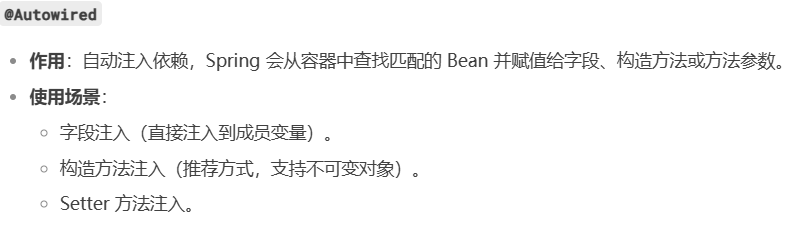 @Autowired
作用：自动注入依赖，Spring 会从容器中查找匹配的 Bean 并赋值给字段、构造方法或方法参数。
使用场景：
字段注入（直接注入到成员变量）。
构造方法注入（推荐方式，支持不可变对象）。
Setter 方法注入。